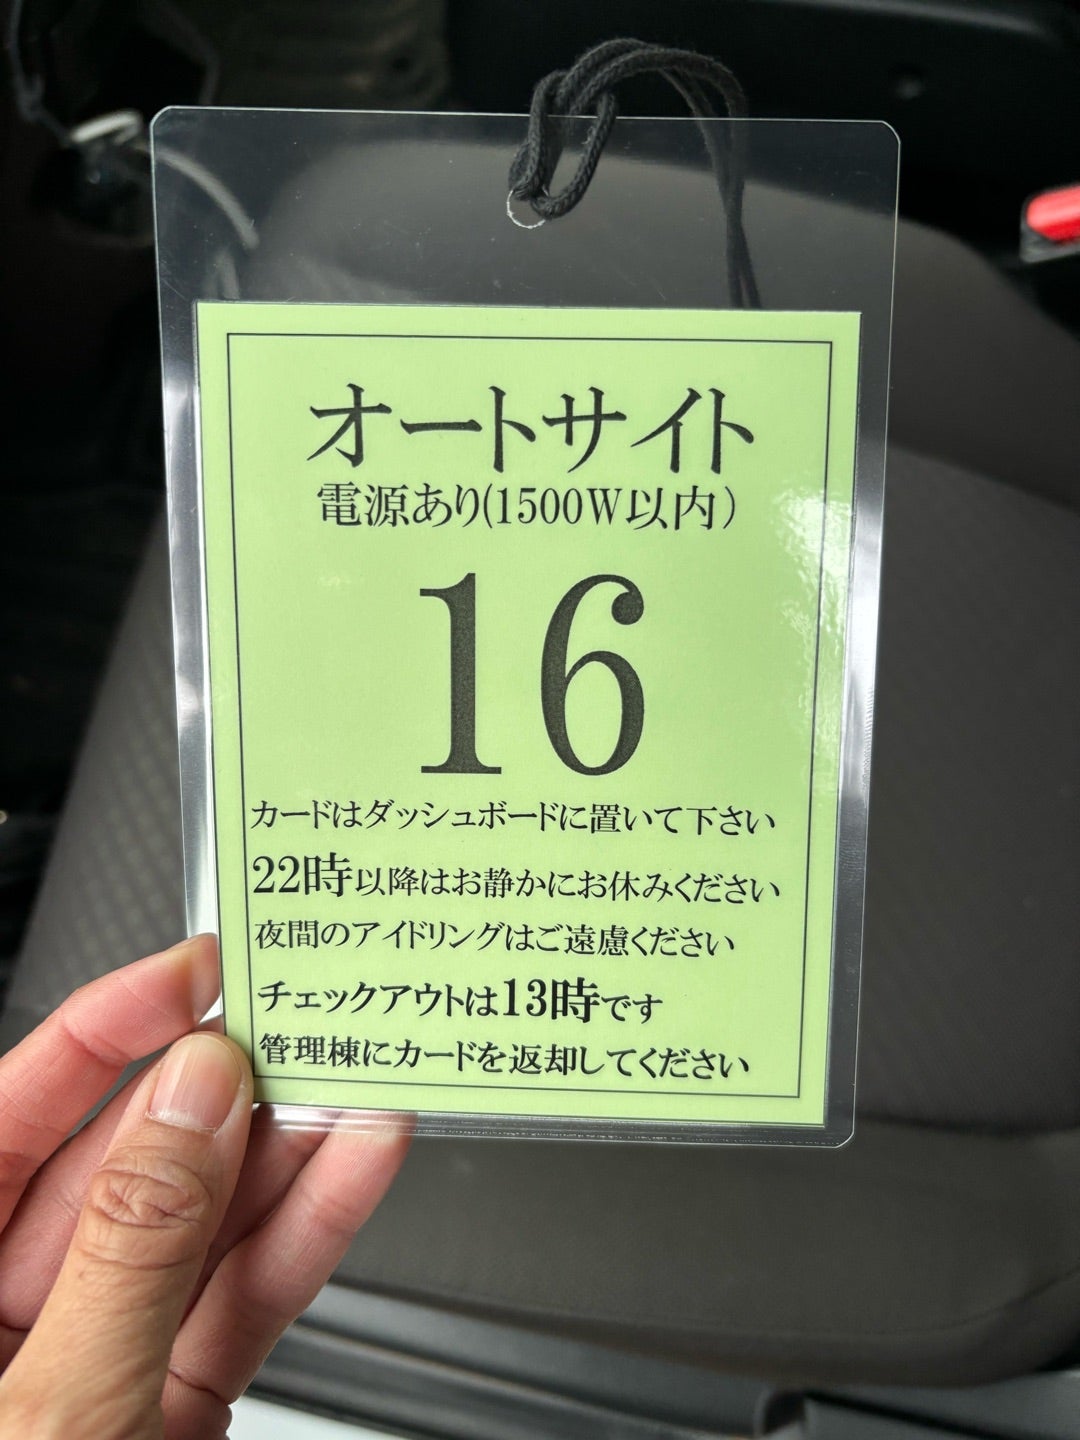 オートサイト
電源あり(1500W以内)
16
カードはダッシュボードに置いて下さい
22時以降はお静かにお休みください
夜間のアイドリングはご遠慮ください
チェックアウトは13時です
管理棟にカードを返却してください